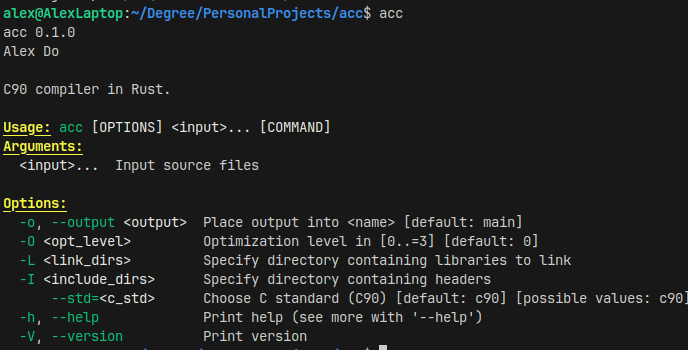 alex@AlexLaptop:~/Degree/PersonalProjects/acc$ acc
acc 0.1.0
Alex Do

C90 compiler in Rust.

Usage: acc [OPTIONS] <input>... [COMMAND]
Arguments:
  <input>...  Input source files

Options:
  -o, --output <output>  Place output into <name> [default: main]
  -O <opt_level>         Optimization level in [0..=3] [default: 0]
  -L <link_dirs>         Specify directory containing libraries to link
  -I <include_dirs>      Specify directory containing headers
      --std=<c_std>      Choose C standard (C90) [default: c90] [possible values: c90]
  -h, --help             Print help (see more with '--help')
  -V, --version          Print version